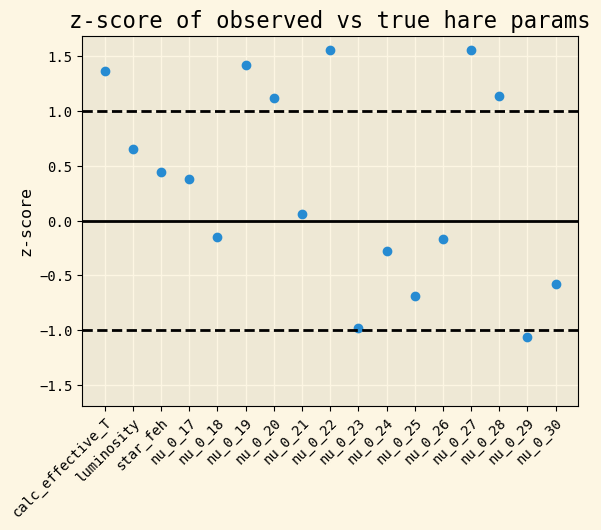 z-score of observed vs true hare params
z-score
1.5
1.0
0.5
0.0
−0.5
−1.0
−1.5
calc_effective_T
luminosity
star_feh
nu_0_17
nu_0_18
nu_0_19
nu_0_20
nu_0_21
nu_0_22
nu_0_23
nu_0_24
nu_0_25
nu_0_26
nu_0_27
nu_0_28
nu_0_29
nu_0_30